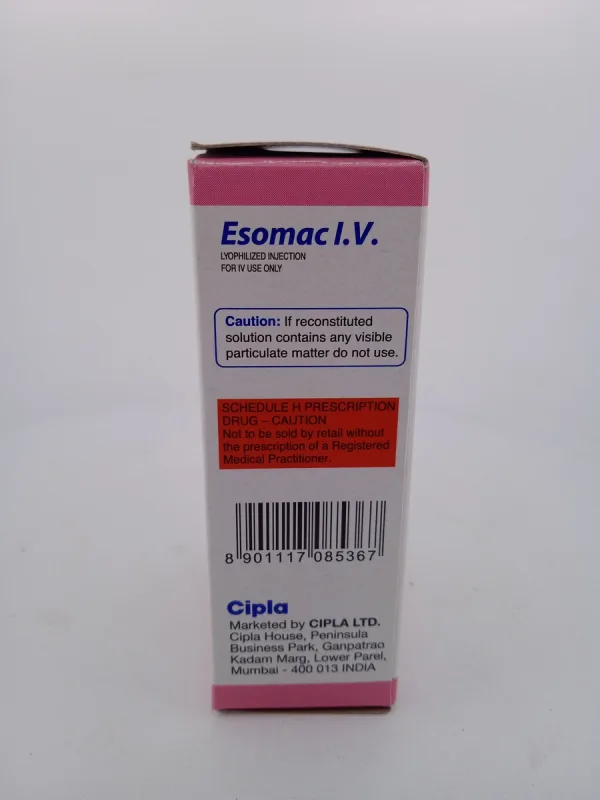 Esomac I.V.
LYOPHILIZED INJECTION
FOR IV USE ONLY
Caution: If reconstituted
solution contains any visible
particulate matter do not use.
SCHEDULE H PRESCRIPTION
DRUG – CAUTION
Not to be sold by retail without
the prescription of a Registered
Medical Practitioner.
8 901117 085367
Cipla
Marketed by CIPLA LTD.
Cipla House, Peninsula
Business Park, Ganpatrao
Kadam Marg, Lower Parel,
Mumbai - 400 013 INDIA